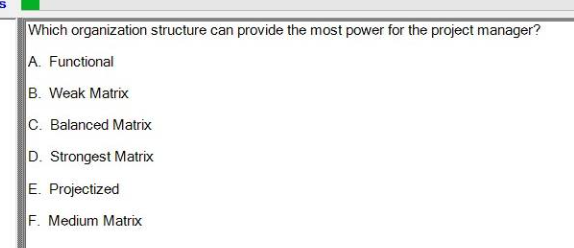 s
Which organization structure can provide the most power for the project manager?
A. Functional
B. Weak Matrix
C. Balanced Matrix
D. Strongest Matrix
E. Projectized
F. Medium Matrix